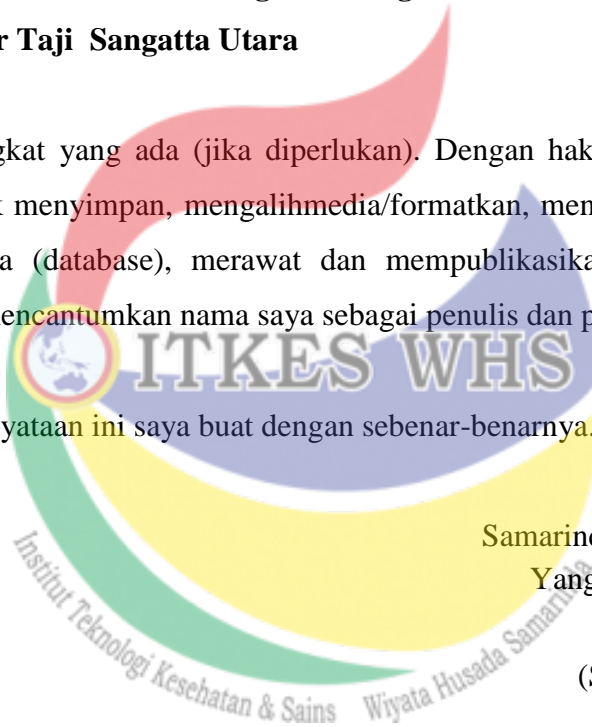 r Taji Sangatta Utara
gkat yang ada (jika diperlukan). Dengan hak
menyimpan, mengalihmedia/formatkan, men
a (database), merawat dan mempublikasika
encantumkan nama saya sebagai penulis dan p
ITKES WHS
yataan ini saya buat dengan sebenar-benarnya.
Samarin
Yang
(S
Institut Teknologi Kesehatan & Sains Wiyata Husada Samarinda